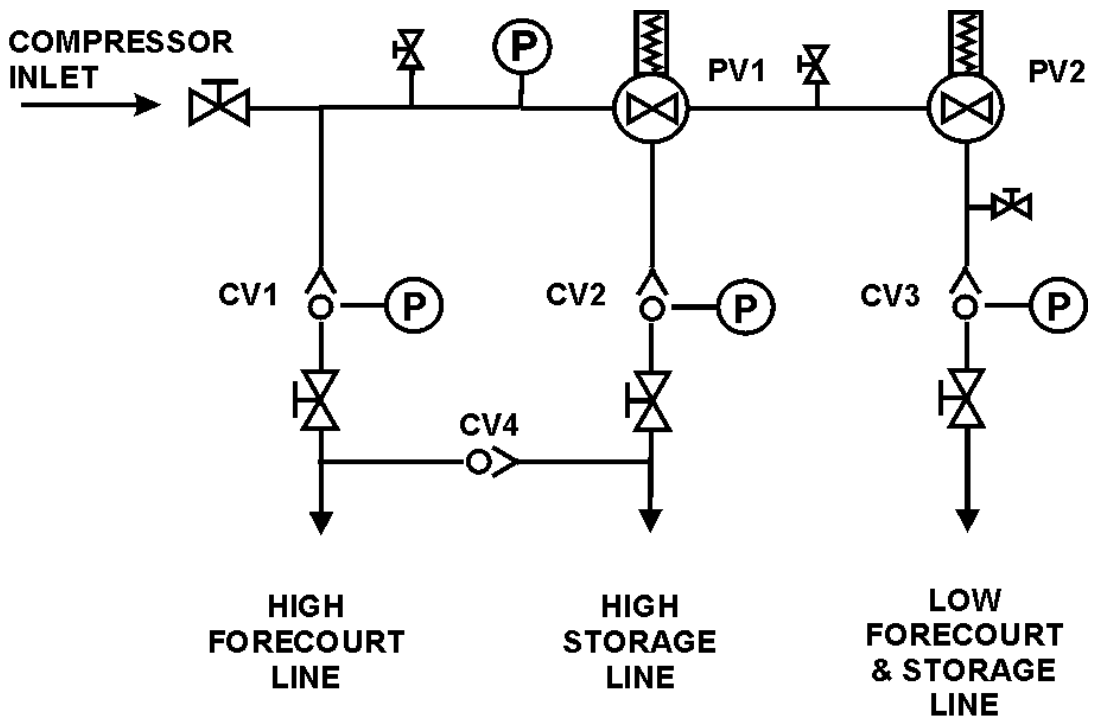 COMPRESSOR
INLET
P
PV1
PV2
CV1
P
CV2
P
CV3
P
CV4
HIGH
FORECOURT
LINE
HIGH
STORAGE
LINE
LOW
FORECOURT
& STORAGE
LINE